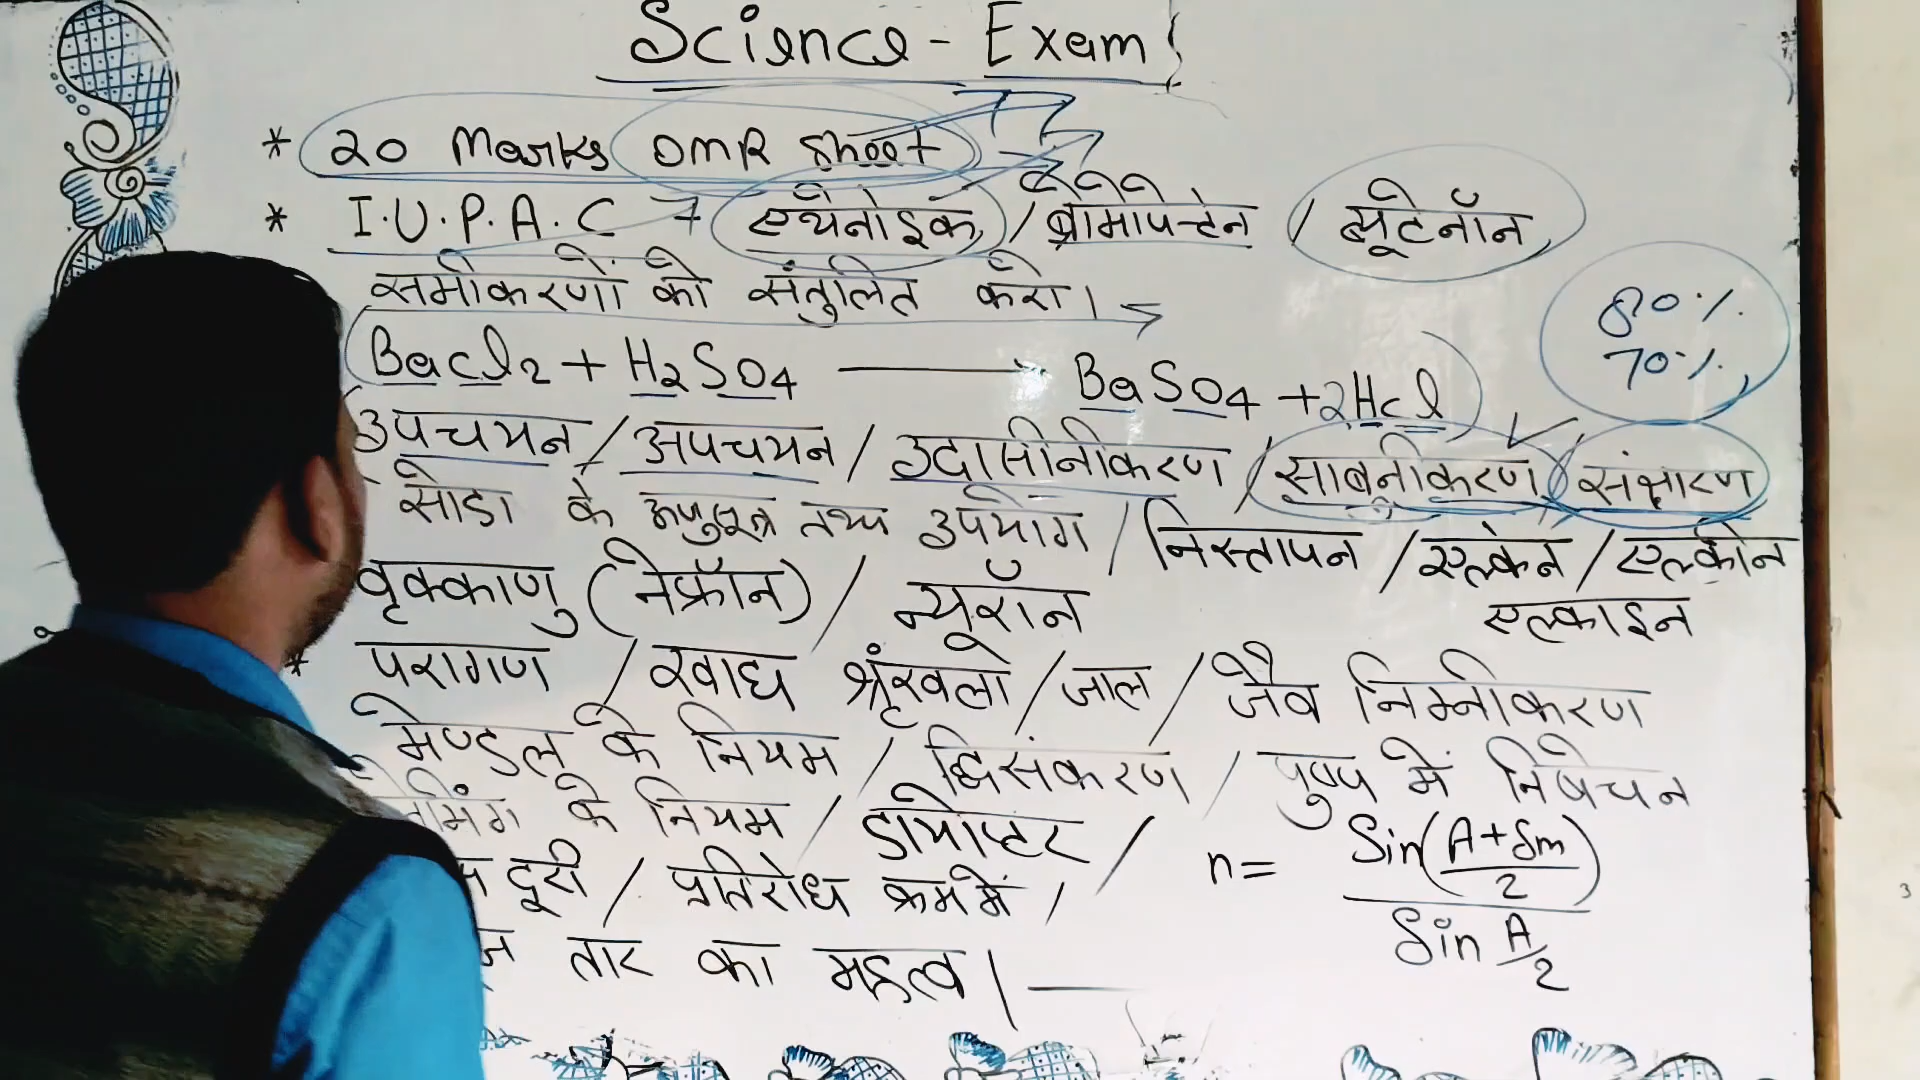 Science - Exam
* 20 Marks OMR Sheet
* I.U.P.A.C → एथेनोइक / ब्रोमोपेन्टेन / ब्यूटेनॉन
समीकरणों को संतुलित करो।
BaCl2 + H2SO4 → BaSO4 + 2HCl
80%
70%
उपचयन / अपचयन / उदासीनीकरण / साबुनीकरण / संक्षारण
सोडा के अणुसूत्र तथा उपयोग / निस्तापन / एल्केन / एल्कीन
एल्काइन
वृक्काणु (नेफ्रॉन) / न्यूरॉन
* परागण / खाद्य श्रृंखला / जाल / जैव निम्नीकरण
मेण्डल के नियम / द्विसंकरण / पुष्प में निषेचन
के नियम / डायोप्टर / n = Sin(A+δm/2) / Sin A/2
दूरी / प्रतिरोध क्रम में /
तार का महत्व |